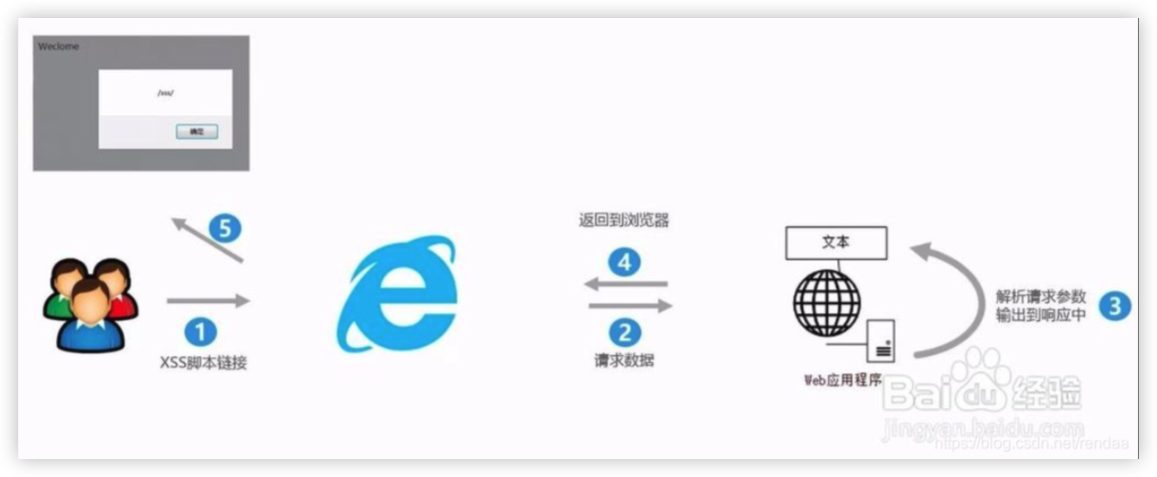 Weclome
/xss/
确定
5
返回到浏览器
4
文本
1
2
解析请求参数
输出到响应中
3
XSS脚本链接
请求数据
Web应用程序
Baidu经验
jingyan.baidu.com
https://blog.csdn.net/rendaa